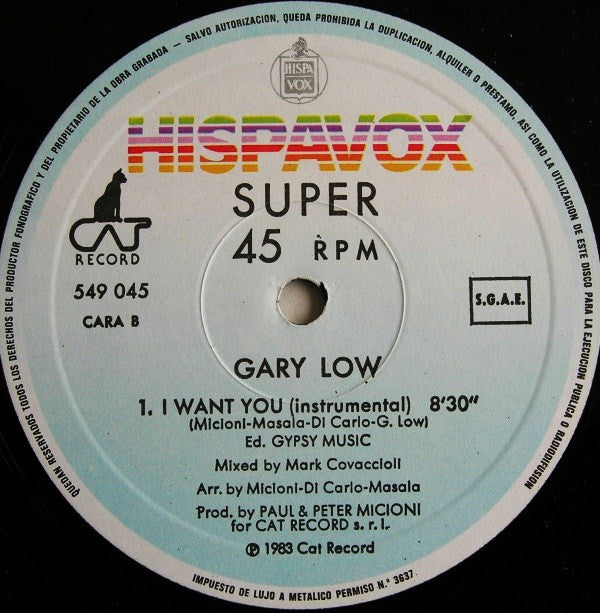 QUEDAN RESERVADOS TODOS LOS DERECHOS DEL PRODUCTOR FONOGRAFICO Y DEL PROPIETARIO DE LA OBRA GRABADA - SALVO AUTORIZACION, QUEDA PROHIBIDA LA DUPLICACION, ALQUILER O PRESTAMO, ASI COMO LA UTILIZACION DE ESTE DISCO PARA LA EJECUCION PUBLICA O RADIODIFUSION
HISPA
VOX
HISPAVOX
SUPER
45 RPM
CAT
RECORD
549 045
CARA B
S.G.A.E.
GARY LOW
1. I WANT YOU (instrumental) 8'30"
(Micioni-Masala-Di Carlo-G. Low)
Ed. GYPSY MUSIC
Mixed by Mark Covaccioli
Arr. by Micioni-Di Carlo-Masala
Prod. by PAUL & PETER MICIONI
for CAT RECORD s. r. l.
℗ 1983 Cat Record
IMPUESTO DE LUJO A METALICO PERMISO N.º 3637.